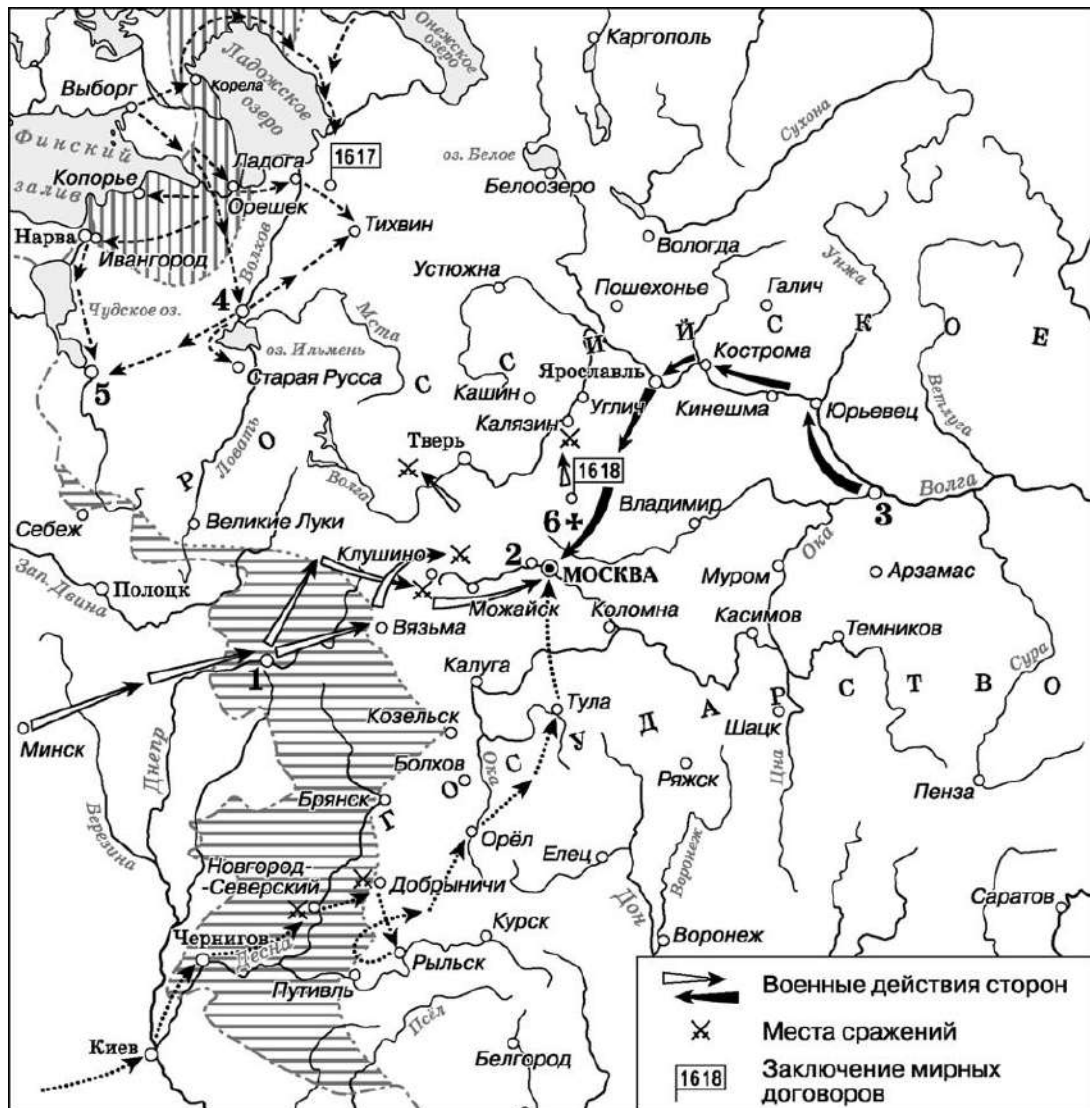 Каргополь
Онежское
озеро
Ладожское
озеро
Корела
Выборг
Сухона
Финский
залив
1617
Ладога
оз. Белое
Белоозеро
Копорье
Орешек
Тихвин
Нарва
Ивангород
Волхов
Вологда
Унжа
Устюжна
Пошехонье
Галич
Чудское оз.
4
Мста
оз. Ильмень
Старая Русса
5
Р О С С И Й С К О Е
Ярославль
Кострома
Кашин
Углич
Кинешма
Юрьевец
Ветлуга
Калязин
Ловать
Тверь
Волга
1618
Владимир
Волга
3
Себеж
Великие Луки
6
Ока
Клушино
2
МОСКВА
Зап. Двина
Полоцк
Можайск
Муром
Арзамас
Коломна
Касимов
Вязьма
Темников
1
Калуга
Сура
Г О С У Д А Р С Т В О
Минск
Днепр
Козельск
Тула
Шацк
Цна
Болхов
Ока
Ряжск
Пенза
Березина
Брянск
Орёл
Елец
Воронеж
Новгород-
-Северский
Добрыничи
Дон
Саратов
Чернигов
Десна
Курск
Воронеж
Рыльск
Путивль
Псёл
Киев
Белгород
Военные действия сторон
Места сражений
1618
Заключение мирных
договоров